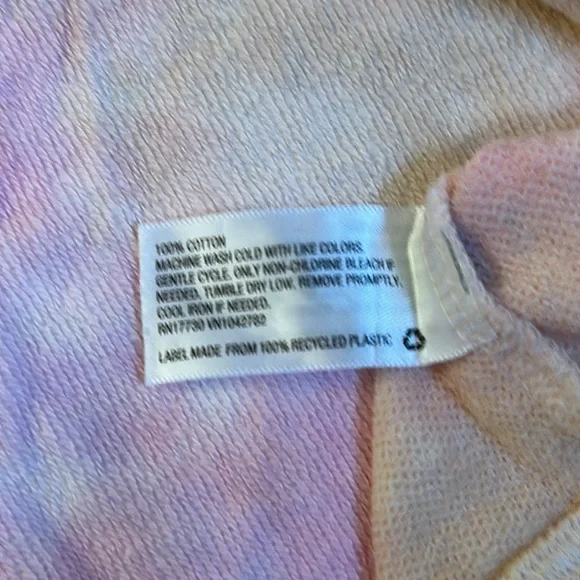 100% COTTON
MACHINE WASH COLD WITH LIKE COLORS.
GENTLE CYCLE. ONLY NON-CHLORINE BLEACH IF
NEEDED. TUMBLE DRY LOW. REMOVE PROMPTLY.
COOL IRON IF NEEDED.
RN17730 VN1042782
LABEL MADE FROM 100% RECYCLED PLASTIC